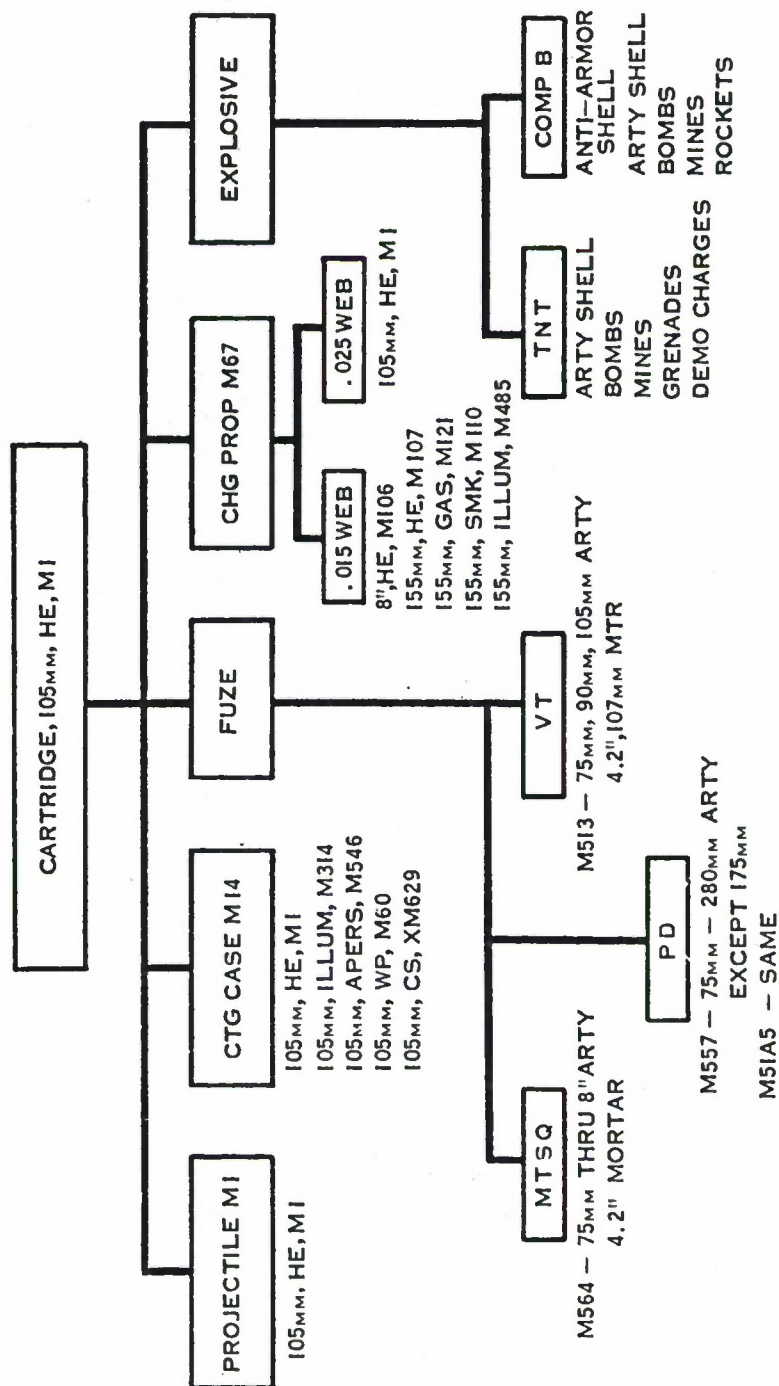 CARTRIDGE, 105MM, HE, M1
PROJECTILE M1
105MM, HE, M1
CTG CASE M14
105MM, HE, M1
105MM, ILLUM, M314
105MM, APERS, M546
105MM, WP, M60
105MM, CS, XM629
FUZE
MTSQ
M564 — 75MM THRU 8" ARTY
4.2" MORTAR
PD
M557 — 75MM — 280MM ARTY
EXCEPT 175MM
M51A5 — SAME
VT
M513 — 75MM, 90MM, 105MM ARTY
4.2", 107MM MTR
CHG PROP M67
.015 WEB
8", HE, M106
155MM, HE, M107
155MM, GAS, M121
155MM, SMK, M110
155MM, ILLUM, M485
.025 WEB
105MM, HE, M1
EXPLOSIVE
TNT
ARTY SHELL
BOMBS
MINES
GRENADES
DEMO CHARGES
COMP B
ANTI-ARMOR
SHELL
ARTY SHELL
BOMBS
MINES
ROCKETS